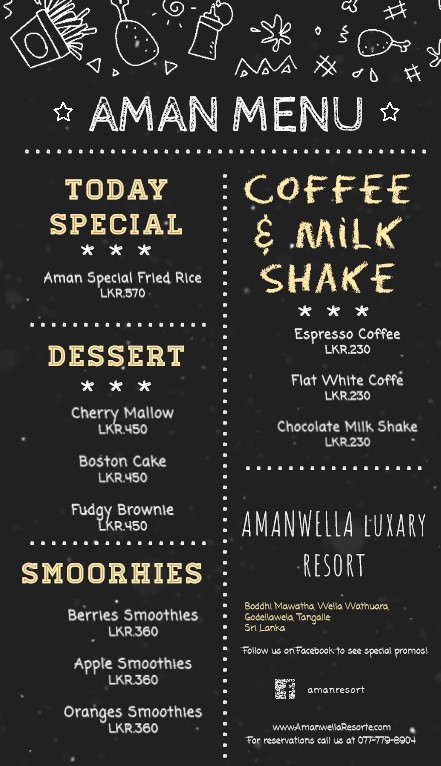 AMAN MENU
TODAY
SPECIAL
* * *
Aman Special Fried Rice
LKR.570
DESSERT
* * *
Cherry Mallow
LKR.450
Boston Cake
LKR.450
Fudgy Brownie
LKR.450
SMOORHIES
Berries Smoothies
LKR.360
Apple Smoothies
LKR.360
Oranges Smoothies
LKR.360
COFFEE
& MILK
SHAKE
* * *
Espresso Coffee
LKR.230
Flat White Coffe
LKR.230
Chocolate Milk Shake
LKR.230
AMANWELLA LUXARY
RESORT
Boddhi Mawatha, Wella Wathuara,
Godellawela, Tangalle
Sri Lanka
Follow us on Facebook to see special promos!
amanresort
www.AmanwellaResorte.com
For reservations call us at 077-779-8904